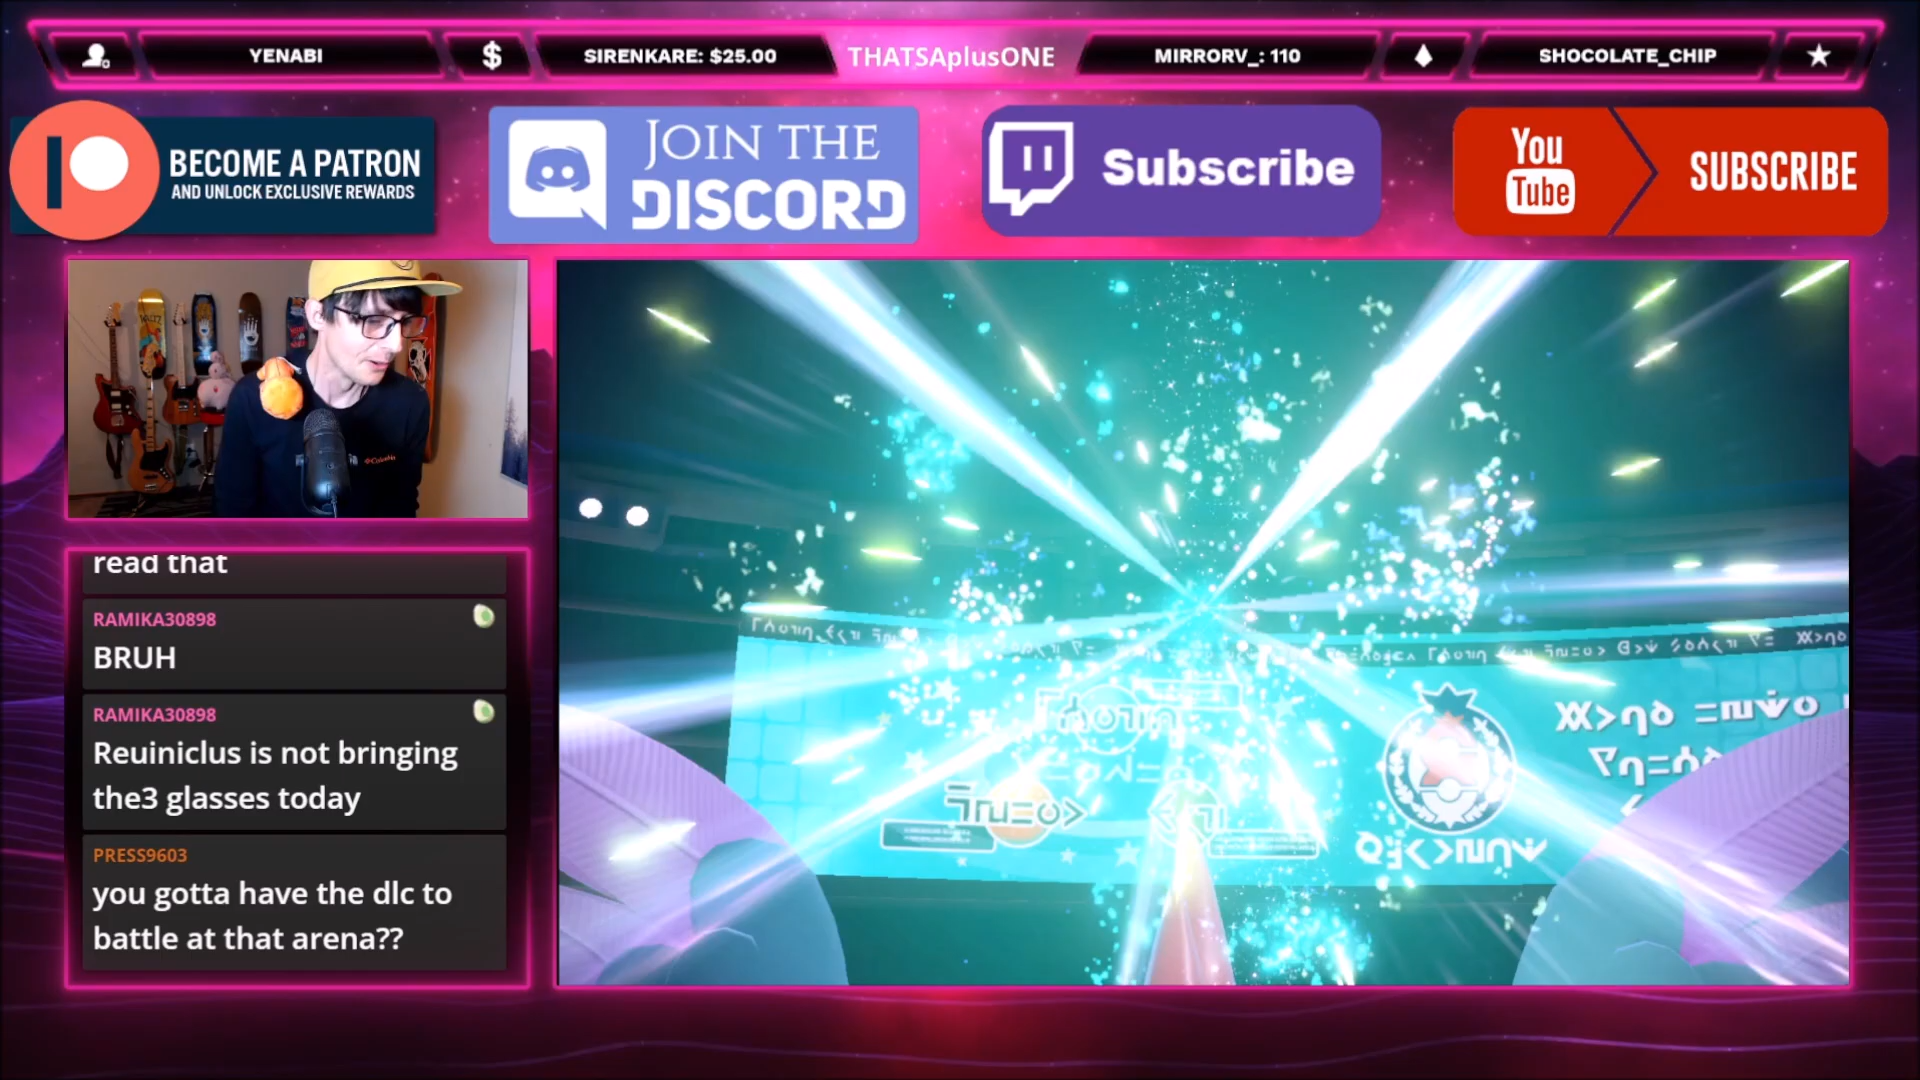 YENABI
$
SIRENKARE: $25.00
THATSAplusONE
MIRRORV_: 110
SHOCOLATE_CHIP
BECOME A PATRON
AND UNLOCK EXCLUSIVE REWARDS
JOIN THE
DISCORD
Subscribe
You
Tube
SUBSCRIBE
Columbia
read that
RAMIKA30898
BRUH
RAMIKA30898
Reuiniclus is not bringing
the3 glasses today
PRESS9603
you gotta have the dlc to
battle at that arena??